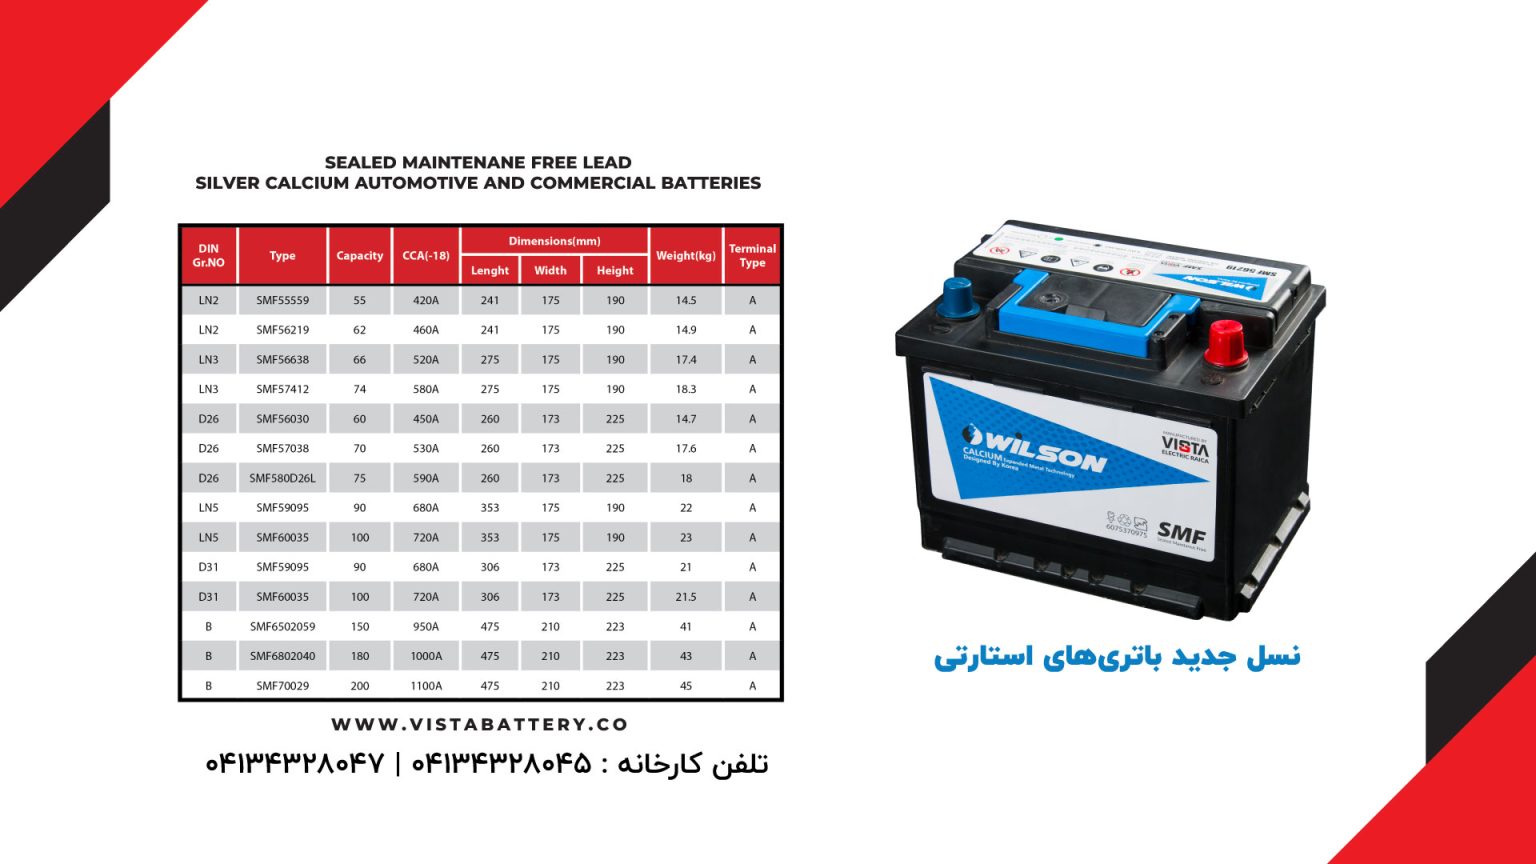 SEALED MAINTENANE FREE LEAD
SILVER CALCIUM AUTOMOTIVE AND COMMERCIAL BATTERIES
DIN Gr.NO Type Capacity CCA(-18) Dimensions(mm) Weight(kg) Terminal Type
Lenght Width Height
LN2 SMF55559 55 420A 241 175 190 14.5 A
LN2 SMF56219 62 460A 241 175 190 14.9 A
LN3 SMF56638 66 520A 275 175 190 17.4 A
LN3 SMF57412 74 580A 275 175 190 18.3 A
D26 SMF56030 60 450A 260 173 225 14.7 A
D26 SMF57038 70 530A 260 173 225 17.6 A
D26 SMF580D26L 75 590A 260 173 225 18 A
LN5 SMF59095 90 680A 353 175 190 22 A
LN5 SMF60035 100 720A 353 175 190 23 A
D31 SMF59095 90 680A 306 173 225 21 A
D31 SMF60035 100 720A 306 173 225 21.5 A
B SMF6502059 150 950A 475 210 223 41 A
B SMF6802040 180 1000A 475 210 223 43 A
B SMF70029 200 1100A 475 210 223 45 A
WWW.VISTABATTERY.CO
تلفن کارخانه : ۰۴۱۳۴۳۲۸۰۴۵ | ۰۴۱۳۴۳۲۸۰۴۷
SMF 56219
WILSON
WILSON
CALCIUM Expanded Metal Technology
Designed By Korea
MANUFACTURED BY
VISTA
ELECTRIC RAICA
6075370975
SMF
نسل جدید باتری‌های استارتی